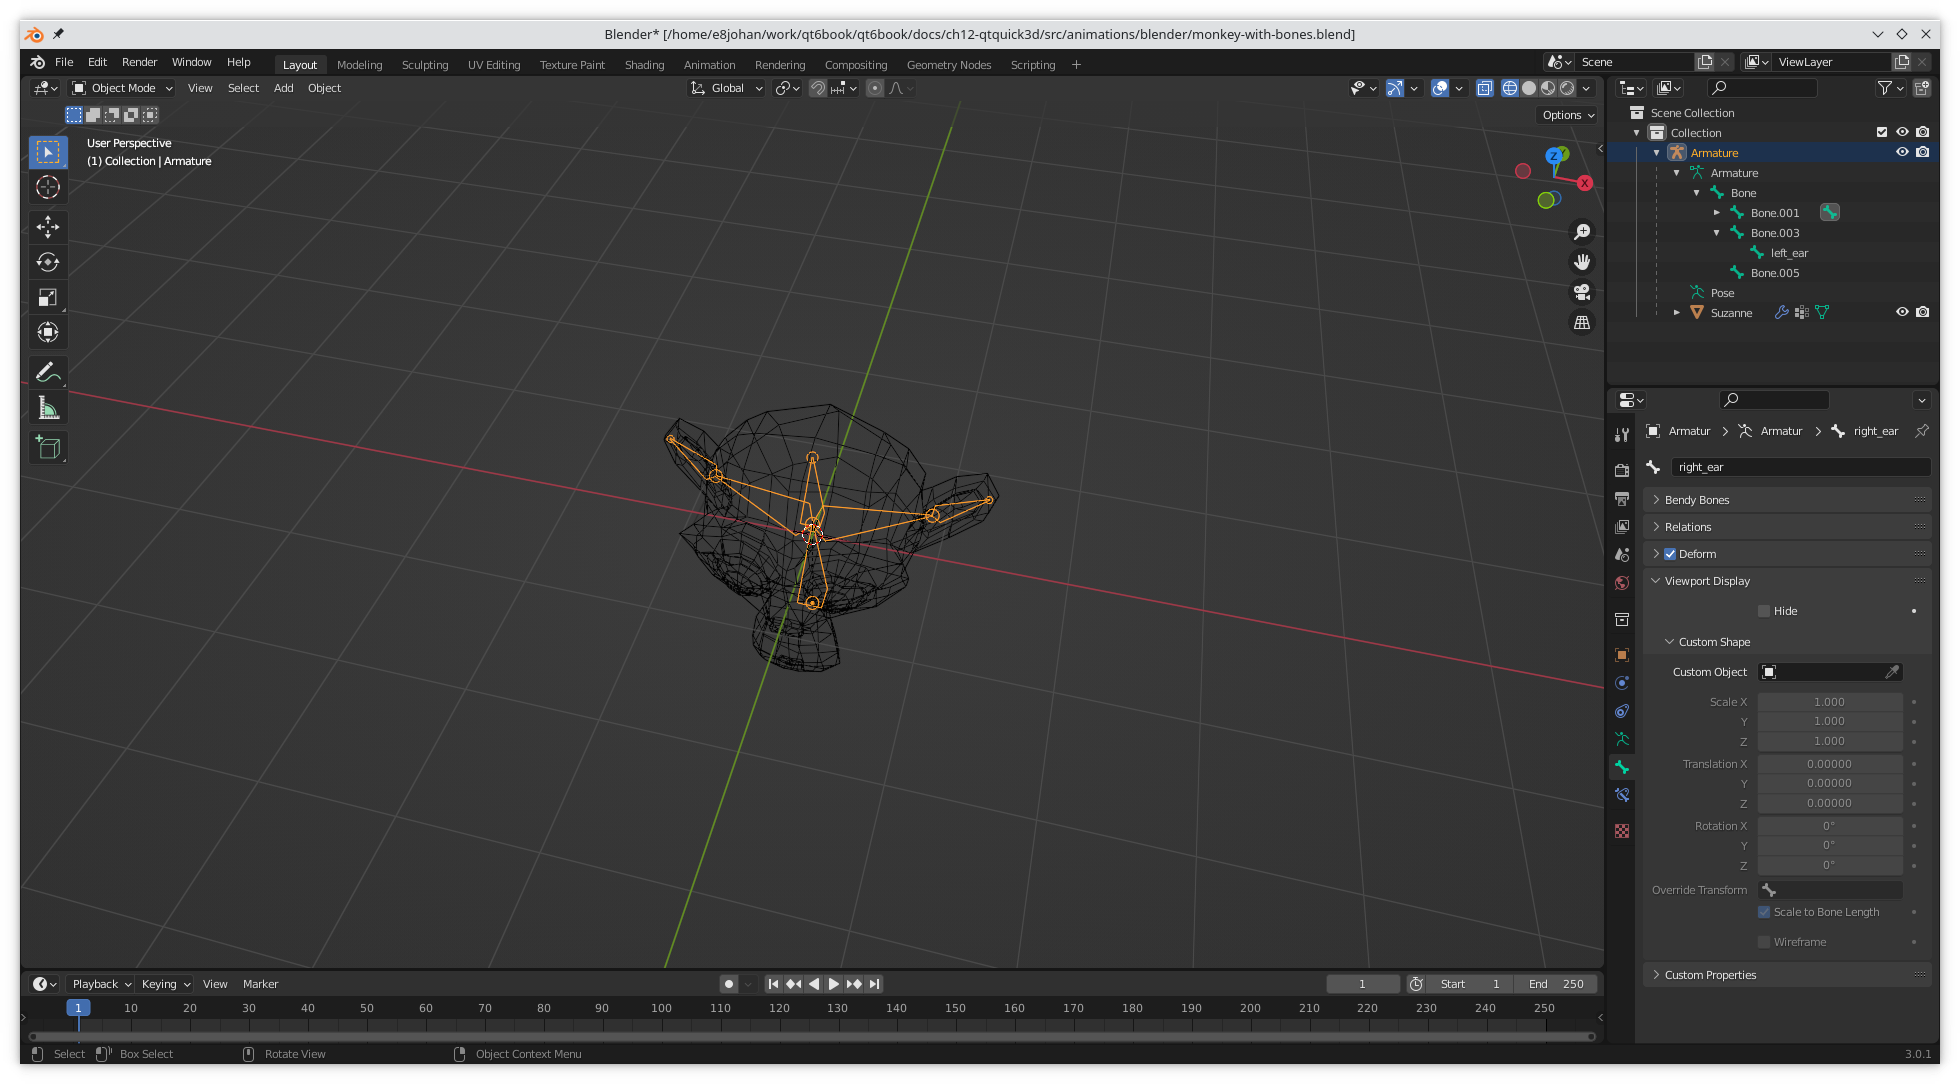 Blender* [/home/e8johan/work/qt6book/qt6book/docs/ch12-qtquick3d/src/animations/blender/monkey-with-bones.blend]
File Edit Render Window Help Layout Modeling Sculpting UV Editing Texture Paint Shading Animation Rendering Compositing Geometry Nodes Scripting + Scene ViewLayer
Object Mode View Select Add Object Global
Options
User Perspective
(1) Collection | Armature
Z Y
X
Scene Collection
Collection
Armature
Armature
Bone
Bone.001
Bone.003
left_ear
Bone.005
Pose
Suzanne
Armatur Armatur right_ear
right_ear
Bendy Bones
Relations
Deform
Viewport Display
Hide
Custom Shape
Custom Object
Scale X 1.000
Y 1.000
Z 1.000
Translation X 0.00000
Y 0.00000
Z 0.00000
Rotation X 0°
Y 0°
Z 0°
Override Transform
Scale to Bone Length
Wireframe
Custom Properties
Playback Keying View Marker 1 Start 1 End 250
1 10 20 30 40 50 60 70 80 90 100 110 120 130 140 150 160 170 180 190 200 210 220 230 240 250
Select Box Select Rotate View Object Context Menu 3.0.1